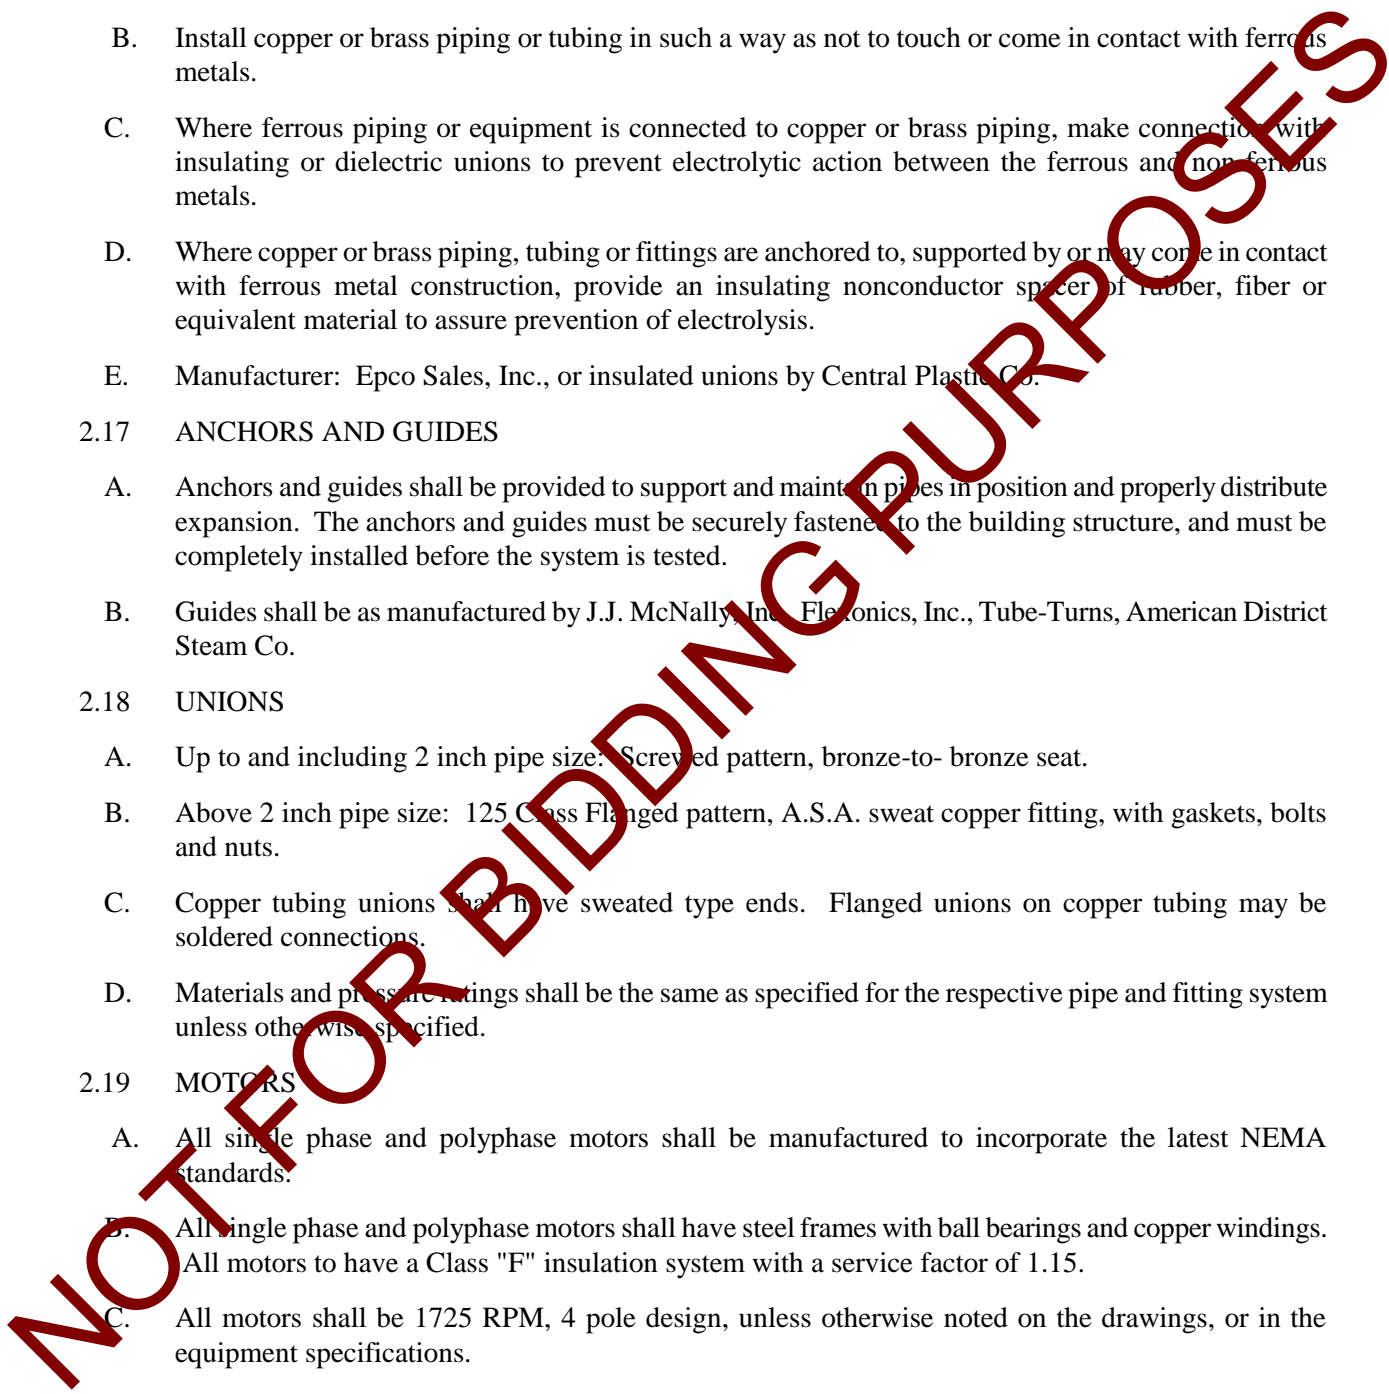 B. Install copper or brass piping or tubing in such a way as not to touch or come in contact with ferrous
metals.
C. Where ferrous piping or equipment is connected to copper or brass piping, make connection with
insulating or dielectric unions to prevent electrolytic action between the ferrous and non-ferrous
metals.
D. Where copper or brass piping, tubing or fittings are anchored to, supported by or may come in contact
with ferrous metal construction, provide an insulating nonconductor spacer of rubber, fiber or
equivalent material to assure prevention of electrolysis.
E. Manufacturer: Epco Sales, Inc., or insulated unions by Central Plastic Co.
2.17 ANCHORS AND GUIDES
A. Anchors and guides shall be provided to support and maintain pipes in position and properly distribute
expansion. The anchors and guides must be securely fastened to the building structure, and must be
completely installed before the system is tested.
B. Guides shall be as manufactured by J.J. McNally, Inc., Flexonics, Inc., Tube-Turns, American District
Steam Co.
2.18 UNIONS
A. Up to and including 2 inch pipe size: Screwed pattern, bronze-to- bronze seat.
B. Above 2 inch pipe size: 125 Class Flanged pattern, A.S.A. sweat copper fitting, with gaskets, bolts
and nuts.
C. Copper tubing unions shall have sweated type ends. Flanged unions on copper tubing may be
soldered connections.
D. Materials and pressure ratings shall be the same as specified for the respective pipe and fitting system
unless otherwise specified.
2.19 MOTORS
A. All single phase and polyphase motors shall be manufactured to incorporate the latest NEMA
standards.
B. All single phase and polyphase motors shall have steel frames with ball bearings and copper windings.
All motors to have a Class "F" insulation system with a service factor of 1.15.
C. All motors shall be 1725 RPM, 4 pole design, unless otherwise noted on the drawings, or in the
equipment specifications.
NOT FOR BIDDING PURPOSES